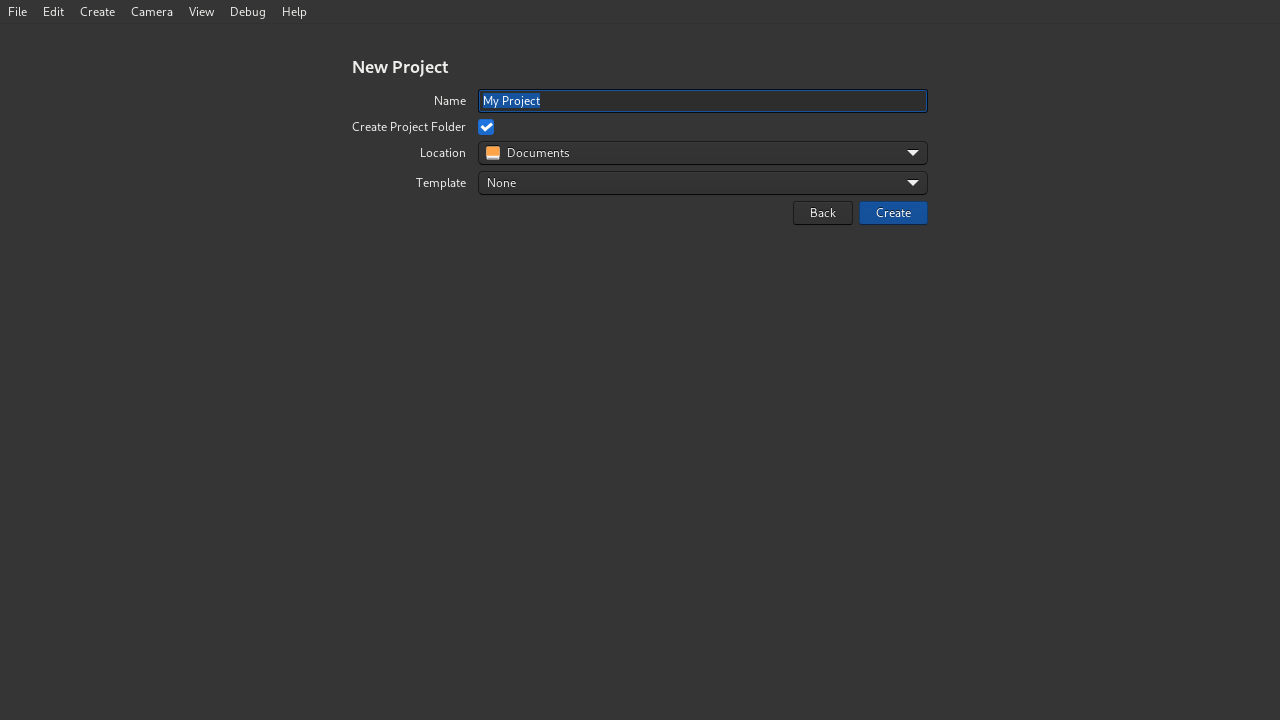 File Edit Create Camera View Debug Help
New Project
Name My Project
Create Project Folder
Location Documents
Template None
Back Create